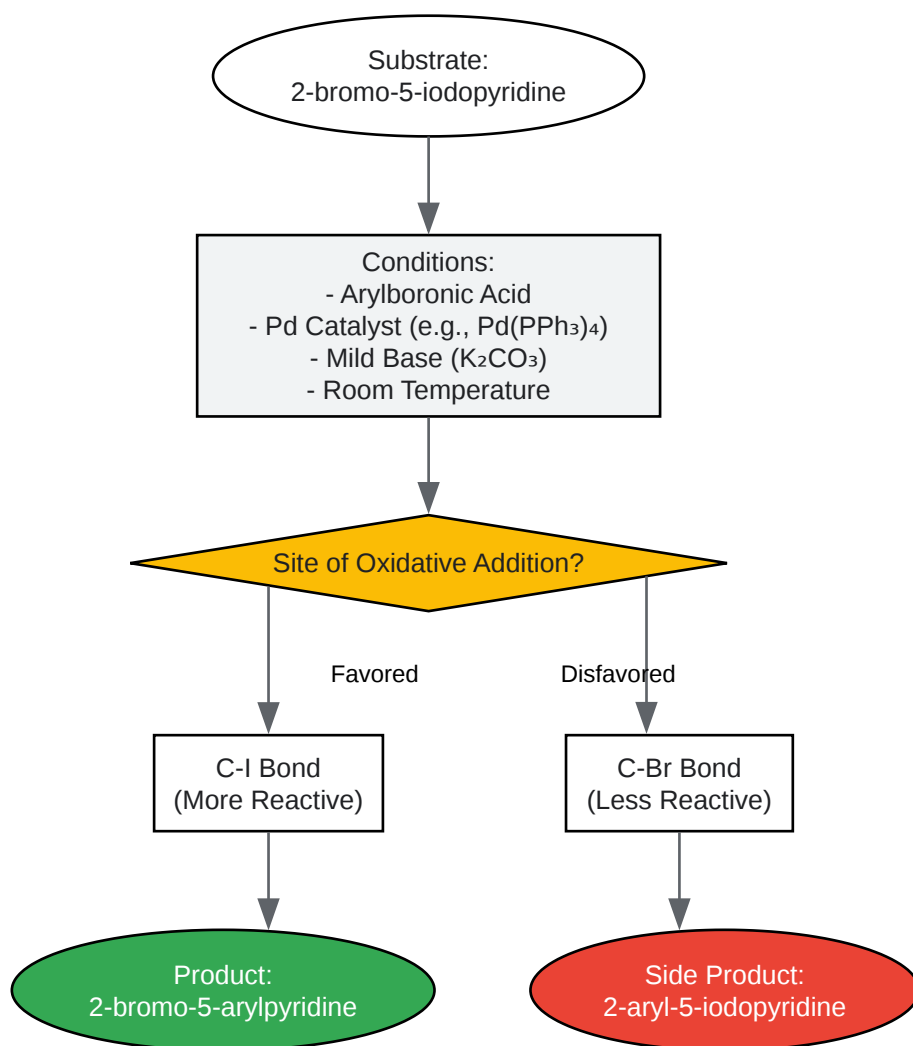 Substrate:
2-bromo-5-iodopyridine
Conditions:
- Arylboronic Acid
- Pd Catalyst (e.g., Pd(PPh₃)₄)
- Mild Base (K₂CO₃)
- Room Temperature
Site of Oxidative Addition?
Favored
Disfavored
C-I Bond
(More Reactive)
C-Br Bond
(Less Reactive)
Product:
2-bromo-5-arylpyridine
Side Product:
2-aryl-5-iodopyridine